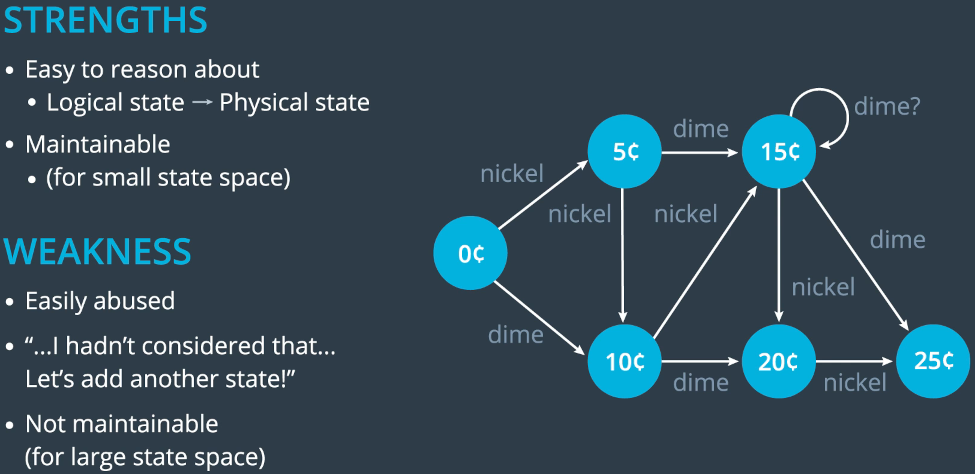 STRENGTHS
• Easy to reason about
• Logical state → Physical state
• Maintainable
• (for small state space)
WEAKNESS
• Easily abused
• “...I hadn’t considered that...
Let’s add another state!”
• Not maintainable
(for large state space)
dime?
dime
5¢
15¢
nickel
nickel
nickel
dime
0¢
nickel
dime
10¢
20¢
25¢
dime
nickel